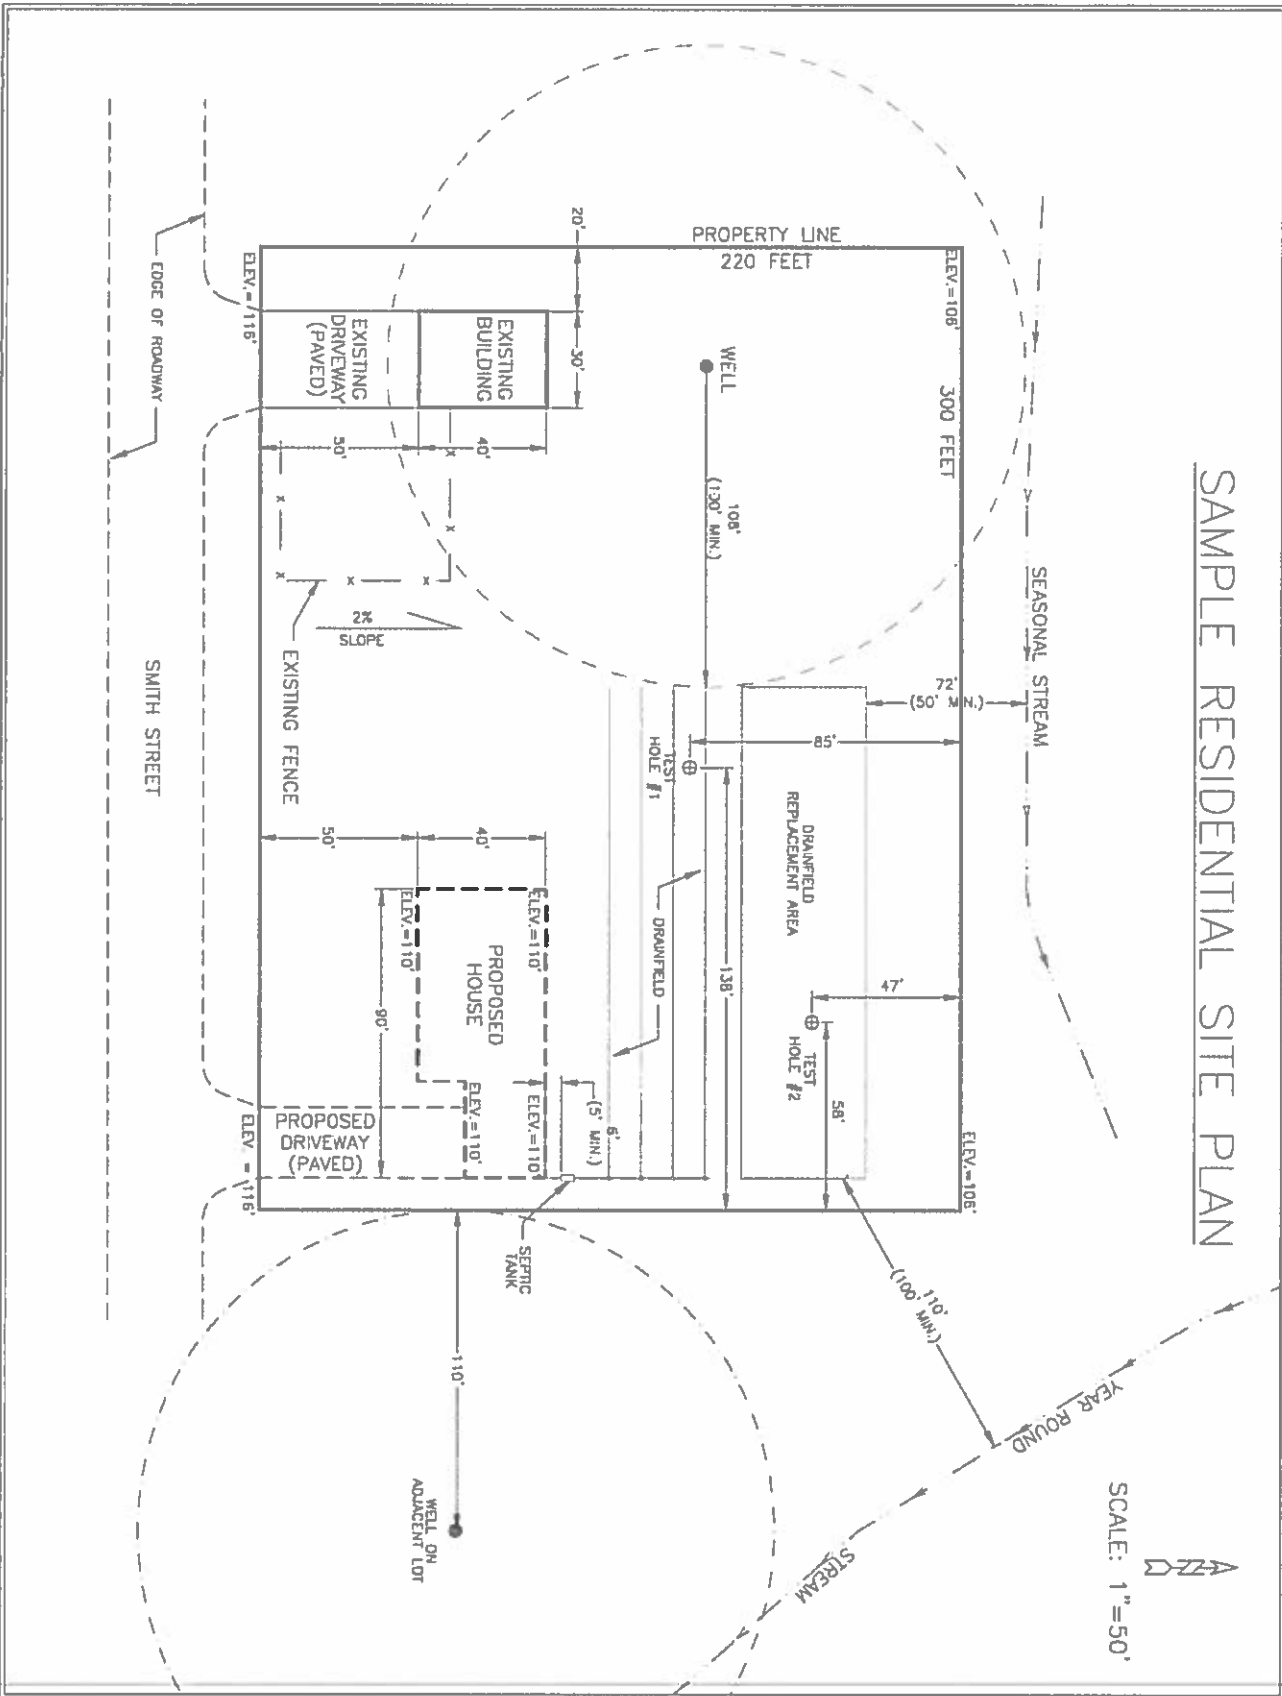 SAMPLE RESIDENTIAL SITE PLAN
SCALE: 1"=50'
N
SEASONAL STREAM
YEAR ROUND
STREAM
110'
(100' MIN.)
ELEV.=106'
300 FEET
ELEV.=106'
PROPERTY LINE
220 FEET
72'
(50' MIN.)
85'
47'
58'
138'
DRAINFIELD
REPLACEMENT AREA
TEST
HOLE #2
TEST
HOLE #1
WELL
108'
(100' MIN.)
DRAINFIELD
6'
(5' MIN.)
SEPTIC
TANK
20'
30'
EXISTING
BUILDING
40'
EXISTING
DRIVEWAY
(PAVED)
50'
2%
SLOPE
EXISTING FENCE
x
x
x
x
x
x
40'
50'
ELEV.=110'
ELEV.=110'
PROPOSED
HOUSE
ELEV.=110'
ELEV.=110'
90'
PROPOSED
DRIVEWAY
(PAVED)
110'
WELL ON
ADJACENT LOT
ELEV.=116'
ELEV. = 116'
EDGE OF ROADWAY
SMITH STREET